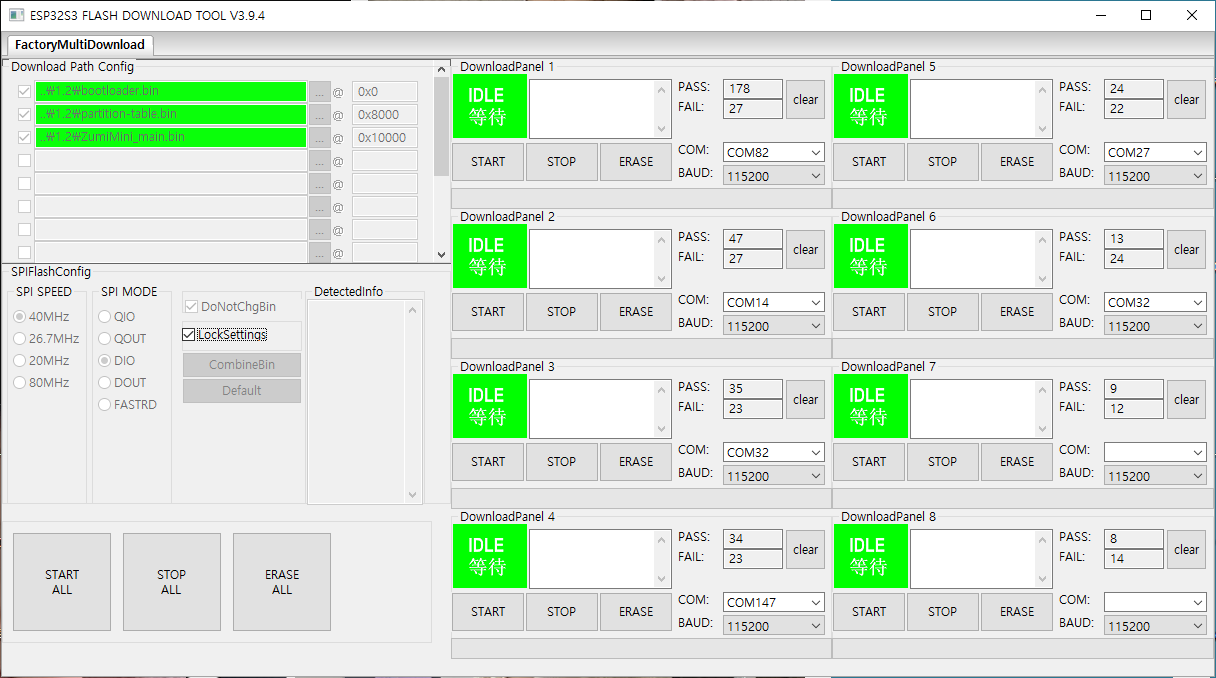 ESP32S3 FLASH DOWNLOAD TOOL V3.9.4
FactoryMultiDownload
Download Path Config
..₩1.2₩bootloader.bin ... @ 0x0
..₩1.2₩partition-table.bin ... @ 0x8000
..₩1.2₩ZumiMini_main.bin ... @ 0x10000
... @
... @
... @
... @
... @
SPIFlashConfig
SPI SPEED
40MHz
26.7MHz
20MHz
80MHz
SPI MODE
QIO
QOUT
DIO
DOUT
FASTRD
DoNotChgBin
LockSettings
CombineBin
Default
DetectedInfo
START
ALL
STOP
ALL
ERASE
ALL
DownloadPanel 1
IDLE
等待
PASS: 178
FAIL: 27
clear
START STOP ERASE
COM: COM82
BAUD: 115200
DownloadPanel 2
IDLE
等待
PASS: 47
FAIL: 27
clear
START STOP ERASE
COM: COM14
BAUD: 115200
DownloadPanel 3
IDLE
等待
PASS: 35
FAIL: 23
clear
START STOP ERASE
COM: COM32
BAUD: 115200
DownloadPanel 4
IDLE
等待
PASS: 34
FAIL: 23
clear
START STOP ERASE
COM: COM147
BAUD: 115200
DownloadPanel 5
IDLE
等待
PASS: 24
FAIL: 22
clear
START STOP ERASE
COM: COM27
BAUD: 115200
DownloadPanel 6
IDLE
等待
PASS: 13
FAIL: 24
clear
START STOP ERASE
COM: COM32
BAUD: 115200
DownloadPanel 7
IDLE
等待
PASS: 9
FAIL: 12
clear
START STOP ERASE
COM:
BAUD: 115200
DownloadPanel 8
IDLE
等待
PASS: 8
FAIL: 14
clear
START STOP ERASE
COM:
BAUD: 115200